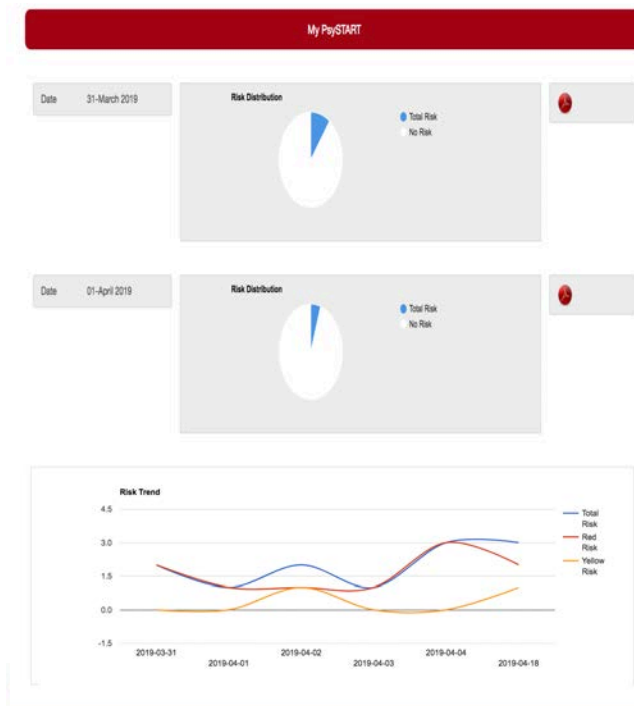 My PsySTART
Date 31-March 2019
Risk Distribution
Total Risk
No Risk
Date 01-April 2019
Risk Distribution
Total Risk
No Risk
Risk Trend
4.5
3.0
1.5
0.0
-1.5
2019-03-31
2019-04-01
2019-04-02
2019-04-03
2019-04-04
2019-04-18
Total
Risk
Red
Risk
Yellow
Risk